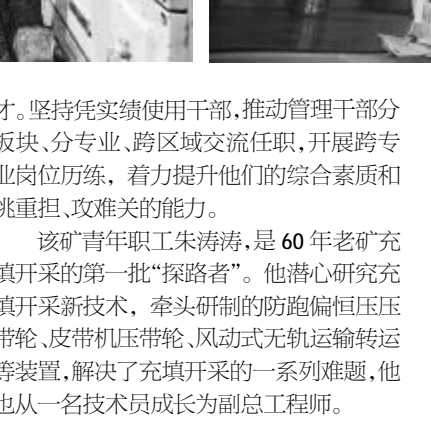 才。坚持凭实绩使用干部,推动管理干部分
板块、分专业、跨区域交流任职,开展跨专
业岗位历练, 着力提升他们的综合素质和
挑重担、攻难关的能力。
该矿青年职工朱涛涛,是 60 年老矿充
填开采的第一批“探路者”。他潜心研究充
填开采新技术, 牵头研制的防跑偏恒压压
带轮、皮带机压带轮、风动式无轨运输转运
等装置,解决了充填开采的一系列难题,他
也从一名技术员成长为副总工程师。